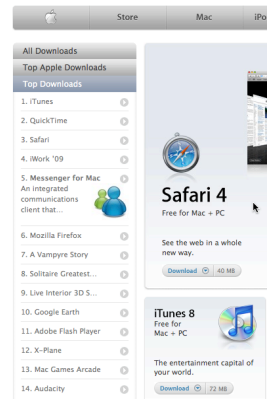 Store
Mac
iPo
All Downloads
Top Apple Downloads
Top Downloads
1. iTunes
2. QuickTime
3. Safari
4. iWork '09
5. Messenger for Mac
An integrated
communications
client that...
6. Mozilla Firefox
7. A Vampyre Story
8. Solitaire Greatest...
9. Live Interior 3D S...
10. Google Earth
11. Adobe Flash Player
12. X-Plane
13. Mac Games Arcade
14. Audacity
Safari 4
Free for Mac + PC
See the web in a whole
new way.
Download 40 MB
iTunes 8
Free for
Mac + PC
The entertainment capital of
your world.
Download 72 MB